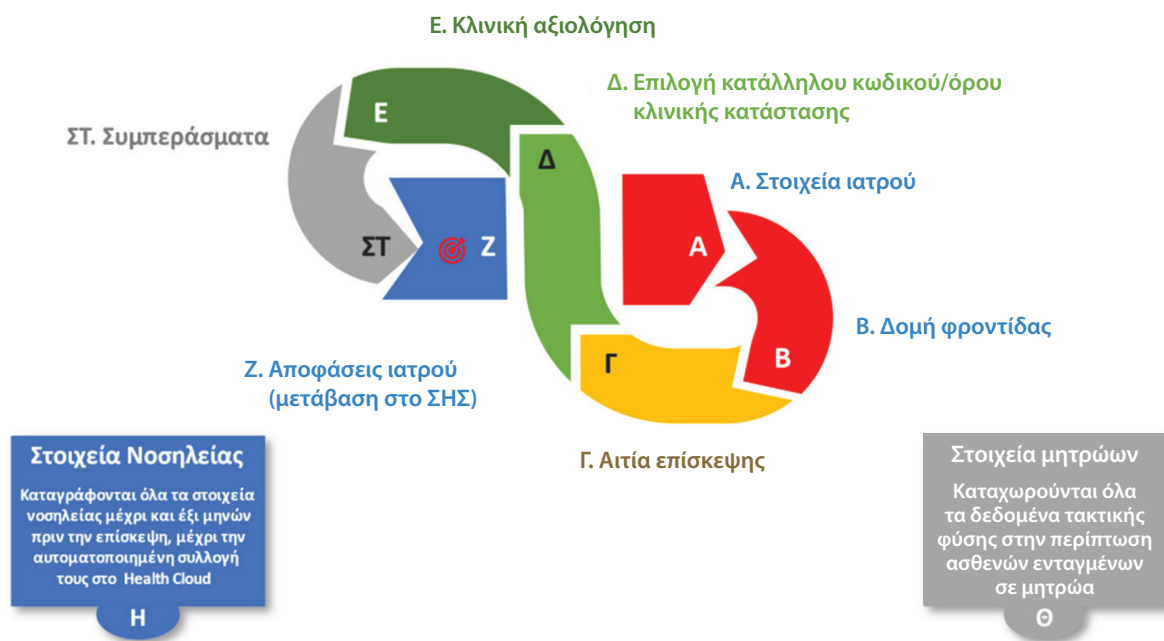 Ε. Κλινική αξιολόγηση
Δ. Επιλογή κατάλληλου κωδικού/όρου
κλινικής κατάστασης
Ε
ΣΤ. Συμπεράσματα
Δ
Α. Στοιχεία ιατρού
ΣΤ
Ζ
Α
Β. Δομή φροντίδας
Γ
Β
Ζ. Αποφάσεις ιατρού
(μετάβαση στο ΣΗΣ)
Γ. Αιτία επίσκεψης
Στοιχεία Νοσηλείας
Καταγράφονται όλα τα στοιχεία
νοσηλείας μέχρι και έξι μηνών
πριν την επίσκεψη, μέχρι την
αυτοματοποιημένη συλλογή
τους στο Health Cloud
Η
Στοιχεία μητρώων
Καταχωρούνται όλα
τα δεδομένα τακτικής
φύσης στην περίπτωση
ασθενών ενταγμένων
σε μητρώα
Θ